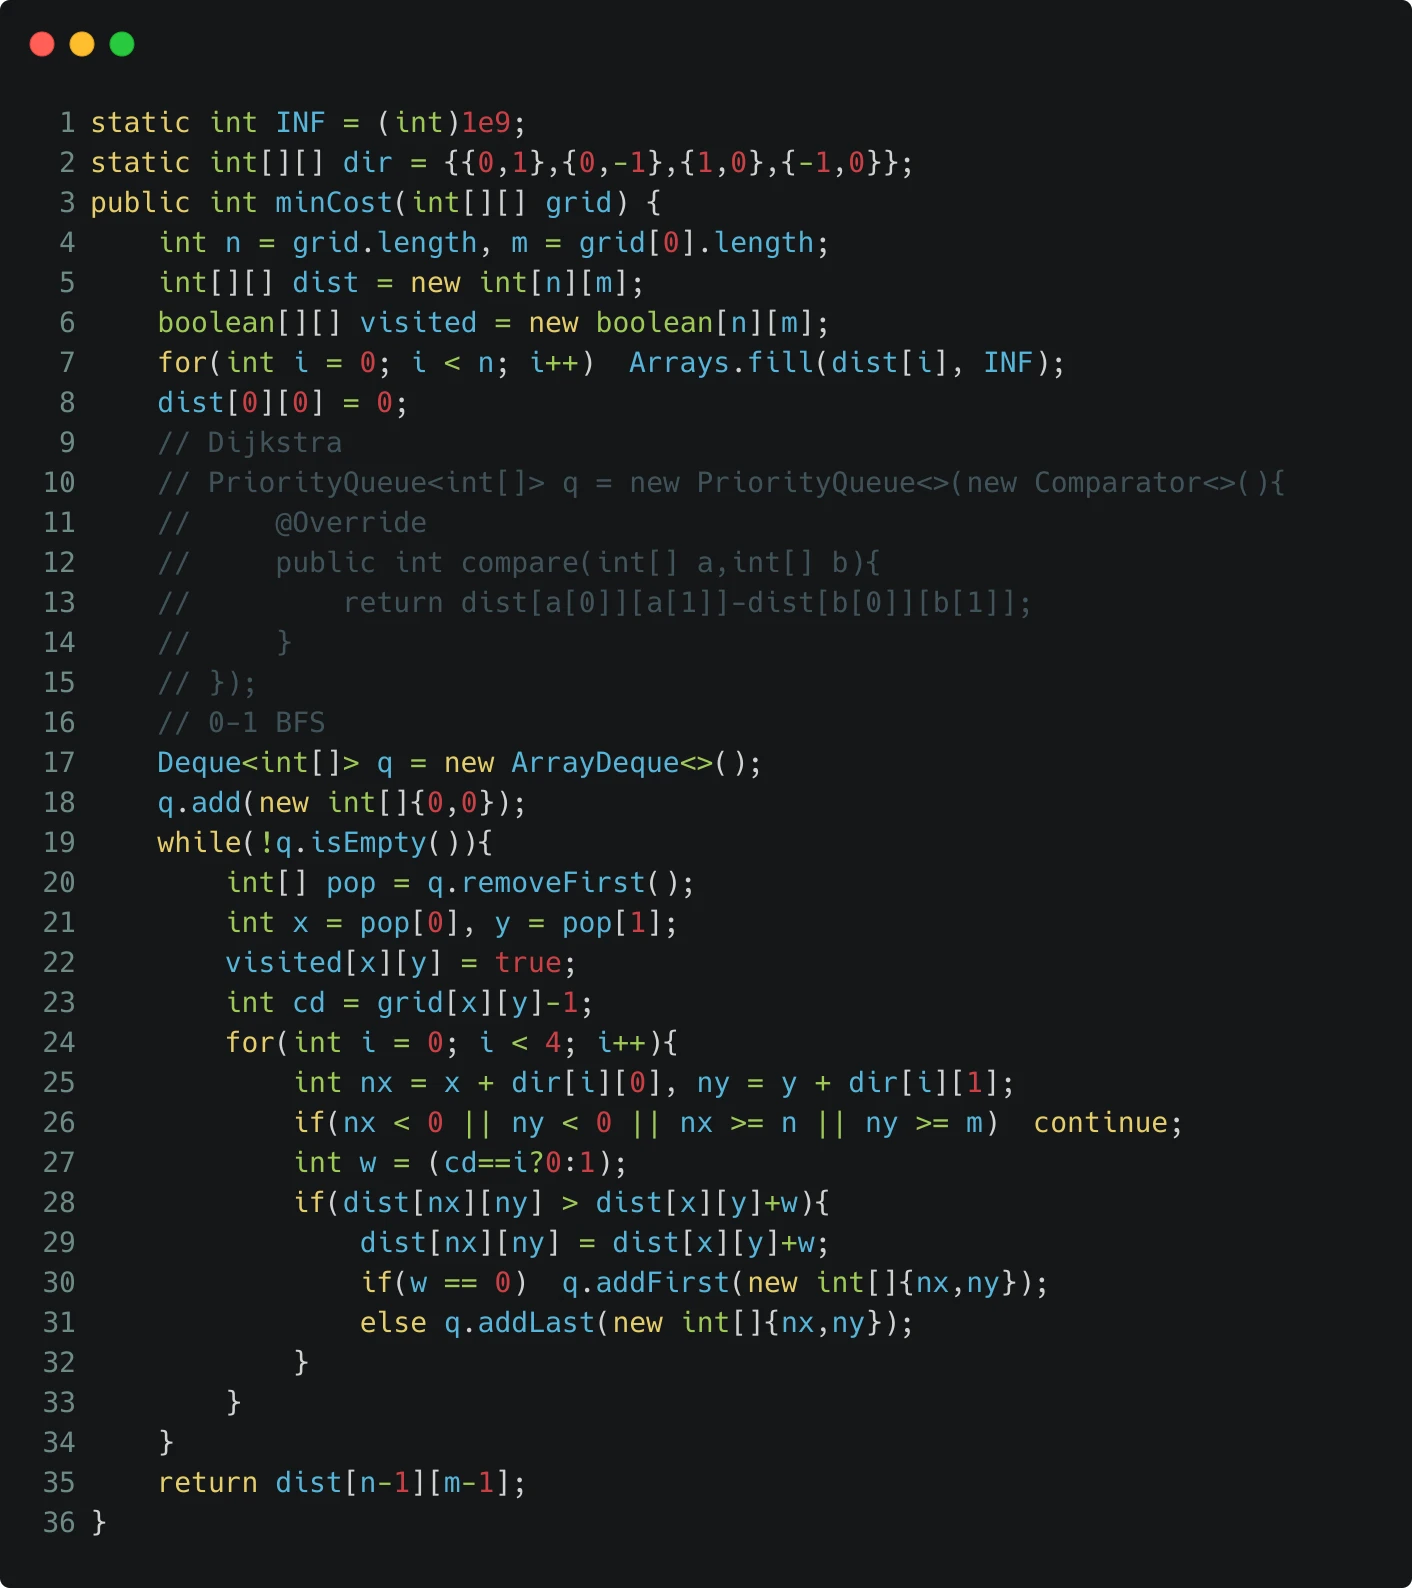 1 static int INF = (int)1e9;
2 static int[][] dir = {{0,1},{0,-1},{1,0},{-1,0}};
3 public int minCost(int[][] grid) {
4     int n = grid.length, m = grid[0].length;
5     int[][] dist = new int[n][m];
6     boolean[][] visited = new boolean[n][m];
7     for(int i = 0; i < n; i++)  Arrays.fill(dist[i], INF);
8     dist[0][0] = 0;
9     // Dijkstra
10     // PriorityQueue<int[]> q = new PriorityQueue<>(new Comparator<>(){
11     //     @Override
12     //     public int compare(int[] a,int[] b){
13     //         return dist[a[0]][a[1]]-dist[b[0]][b[1]];
14     //     }
15     // });
16     // 0-1 BFS
17     Deque<int[]> q = new ArrayDeque<>();
18     q.add(new int[]{0,0});
19     while(!q.isEmpty()){
20         int[] pop = q.removeFirst();
21         int x = pop[0], y = pop[1];
22         visited[x][y] = true;
23         int cd = grid[x][y]-1;
24         for(int i = 0; i < 4; i++){
25             int nx = x + dir[i][0], ny = y + dir[i][1];
26             if(nx < 0 || ny < 0 || nx >= n || ny >= m)  continue;
27             int w = (cd==i?0:1);
28             if(dist[nx][ny] > dist[x][y]+w){
29                 dist[nx][ny] = dist[x][y]+w;
30                 if(w == 0)  q.addFirst(new int[]{nx,ny});
31                 else q.addLast(new int[]{nx,ny});
32             }
33         }
34     }
35     return dist[n-1][m-1];
36 }